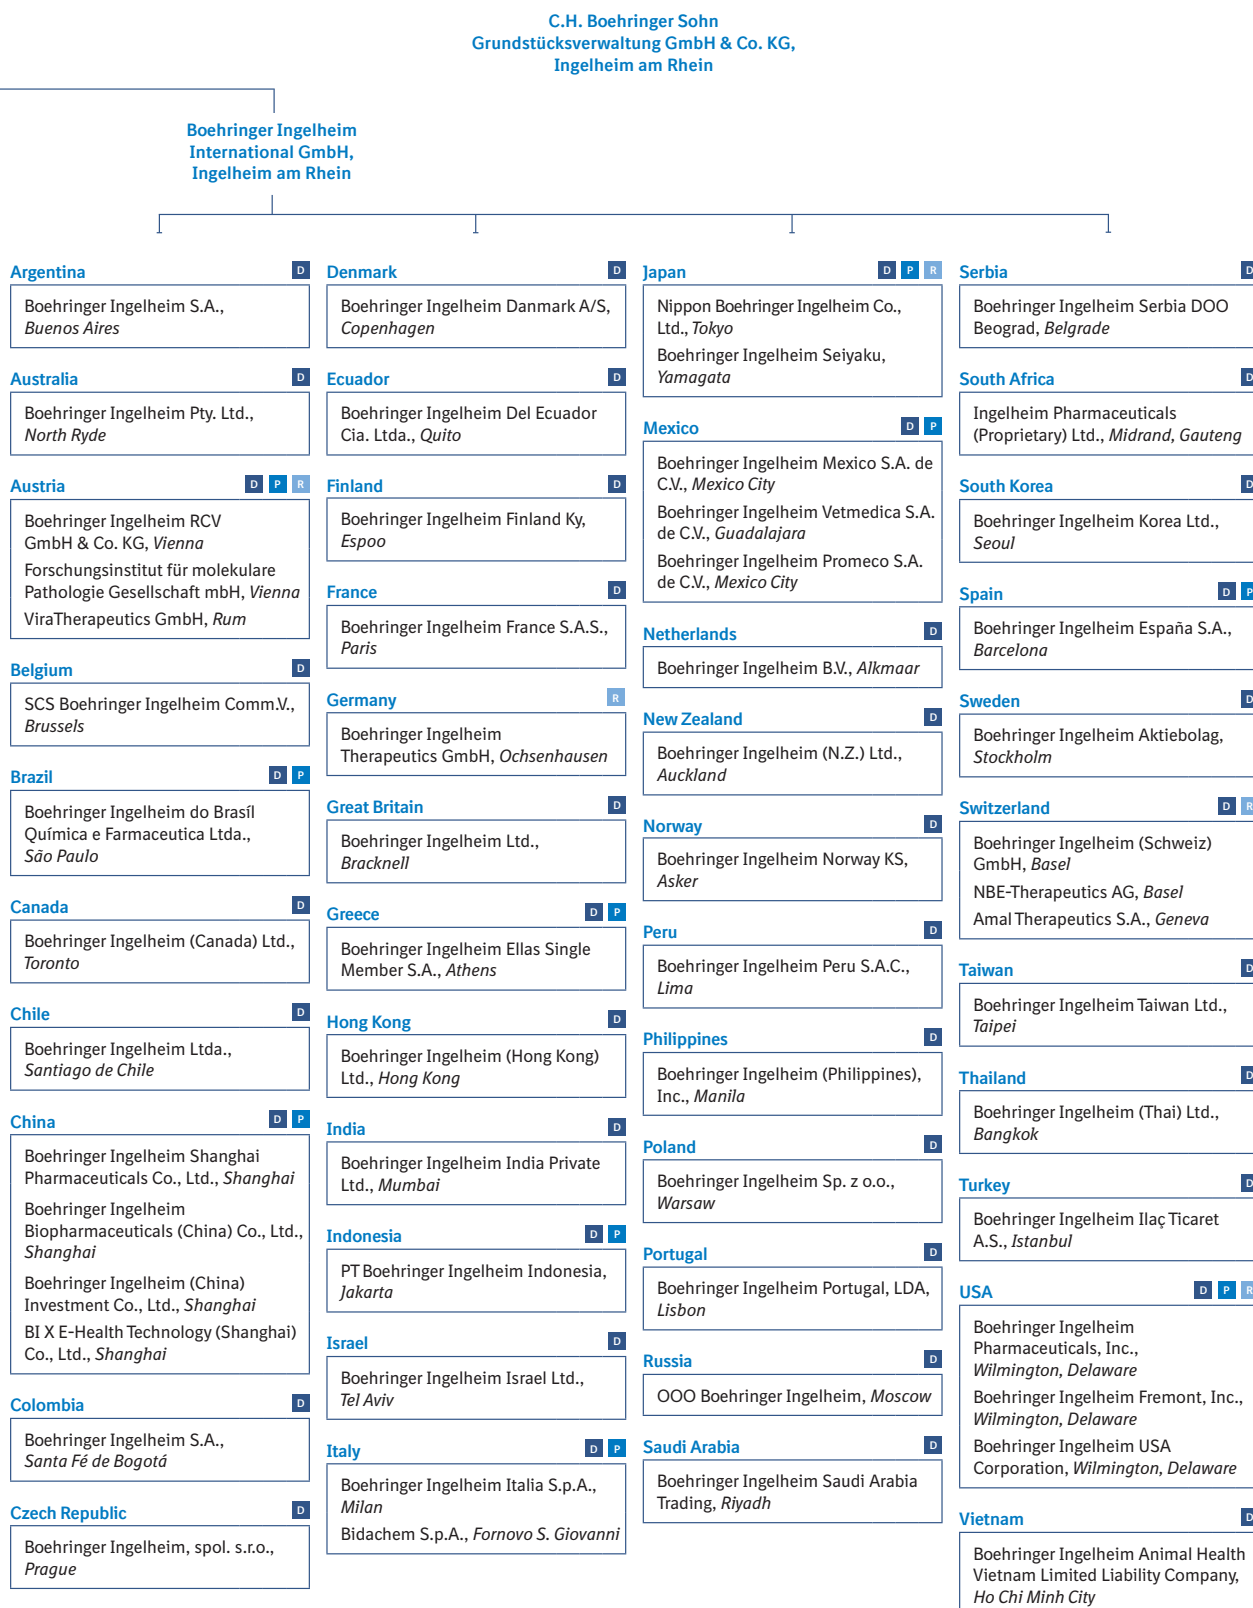 C.H. Boehringer Sohn
Grundstücksverwaltung GmbH & Co. KG,
Ingelheim am Rhein
Boehringer Ingelheim
International GmbH,
Ingelheim am Rhein
Argentina D
Boehringer Ingelheim S.A.,
Buenos Aires
Australia D
Boehringer Ingelheim Pty. Ltd.,
North Ryde
Austria D P R
Boehringer Ingelheim RCV
GmbH & Co. KG, Vienna
Forschungsinstitut für molekulare
Pathologie Gesellschaft mbH, Vienna
ViraTherapeutics GmbH, Rum
Belgium D
SCS Boehringer Ingelheim Comm.V.,
Brussels
Brazil D P
Boehringer Ingelheim do Brasíl
Química e Farmaceutica Ltda.,
São Paulo
Canada D
Boehringer Ingelheim (Canada) Ltd.,
Toronto
Chile D
Boehringer Ingelheim Ltda.,
Santiago de Chile
China D P
Boehringer Ingelheim Shanghai
Pharmaceuticals Co., Ltd., Shanghai
Boehringer Ingelheim
Biopharmaceuticals (China) Co., Ltd.,
Shanghai
Boehringer Ingelheim (China)
Investment Co., Ltd., Shanghai
BI X E-Health Technology (Shanghai)
Co., Ltd., Shanghai
Colombia D
Boehringer Ingelheim S.A.,
Santa Fé de Bogotá
Czech Republic D
Boehringer Ingelheim, spol. s.r.o.,
Prague
Denmark D
Boehringer Ingelheim Danmark A/S,
Copenhagen
Ecuador D
Boehringer Ingelheim Del Ecuador
Cia. Ltda., Quito
Finland D
Boehringer Ingelheim Finland Ky,
Espoo
France D
Boehringer Ingelheim France S.A.S.,
Paris
Germany R
Boehringer Ingelheim
Therapeutics GmbH, Ochsenhausen
Great Britain D
Boehringer Ingelheim Ltd.,
Bracknell
Greece D P
Boehringer Ingelheim Ellas Single
Member S.A., Athens
Hong Kong D
Boehringer Ingelheim (Hong Kong)
Ltd., Hong Kong
India D
Boehringer Ingelheim India Private
Ltd., Mumbai
Indonesia D P
PT Boehringer Ingelheim Indonesia,
Jakarta
Israel D
Boehringer Ingelheim Israel Ltd.,
Tel Aviv
Italy D P
Boehringer Ingelheim Italia S.p.A.,
Milan
Bidachem S.p.A., Fornovo S. Giovanni
Japan D P R
Nippon Boehringer Ingelheim Co.,
Ltd., Tokyo
Boehringer Ingelheim Seiyaku,
Yamagata
Mexico D P
Boehringer Ingelheim Mexico S.A. de
C.V., Mexico City
Boehringer Ingelheim Vetmedica S.A.
de C.V., Guadalajara
Boehringer Ingelheim Promeco S.A.
de C.V., Mexico City
Netherlands D
Boehringer Ingelheim B.V., Alkmaar
New Zealand D
Boehringer Ingelheim (N.Z.) Ltd.,
Auckland
Norway D
Boehringer Ingelheim Norway KS,
Asker
Peru D
Boehringer Ingelheim Peru S.A.C.,
Lima
Philippines D
Boehringer Ingelheim (Philippines),
Inc., Manila
Poland D
Boehringer Ingelheim Sp. z o.o.,
Warsaw
Portugal D
Boehringer Ingelheim Portugal, LDA,
Lisbon
Russia D
OOO Boehringer Ingelheim, Moscow
Saudi Arabia D
Boehringer Ingelheim Saudi Arabia
Trading, Riyadh
Serbia D
Boehringer Ingelheim Serbia DOO
Beograd, Belgrade
South Africa D
Ingelheim Pharmaceuticals
(Proprietary) Ltd., Midrand, Gauteng
South Korea D
Boehringer Ingelheim Korea Ltd.,
Seoul
Spain D P
Boehringer Ingelheim España S.A.,
Barcelona
Sweden D
Boehringer Ingelheim Aktiebolag,
Stockholm
Switzerland D R
Boehringer Ingelheim (Schweiz)
GmbH, Basel
NBE-Therapeutics AG, Basel
Amal Therapeutics S.A., Geneva
Taiwan D
Boehringer Ingelheim Taiwan Ltd.,
Taipei
Thailand D
Boehringer Ingelheim (Thai) Ltd.,
Bangkok
Turkey D
Boehringer Ingelheim Ilaç Ticaret
A.S., Istanbul
USA D P R
Boehringer Ingelheim
Pharmaceuticals, Inc.,
Wilmington, Delaware
Boehringer Ingelheim Fremont, Inc.,
Wilmington, Delaware
Boehringer Ingelheim USA
Corporation, Wilmington, Delaware
Vietnam D
Boehringer Ingelheim Animal Health
Vietnam Limited Liability Company,
Ho Chi Minh City